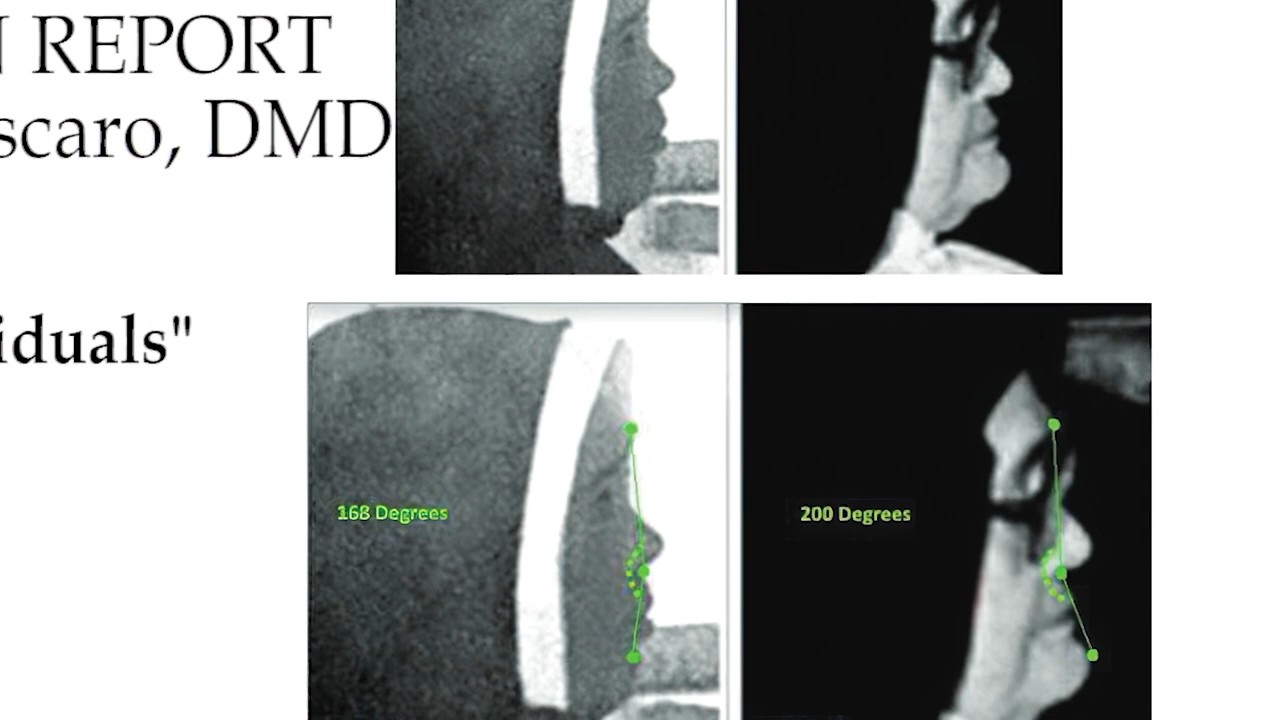 REPORT
scaro, DMD
iduals"
168 Degrees
200 Degrees